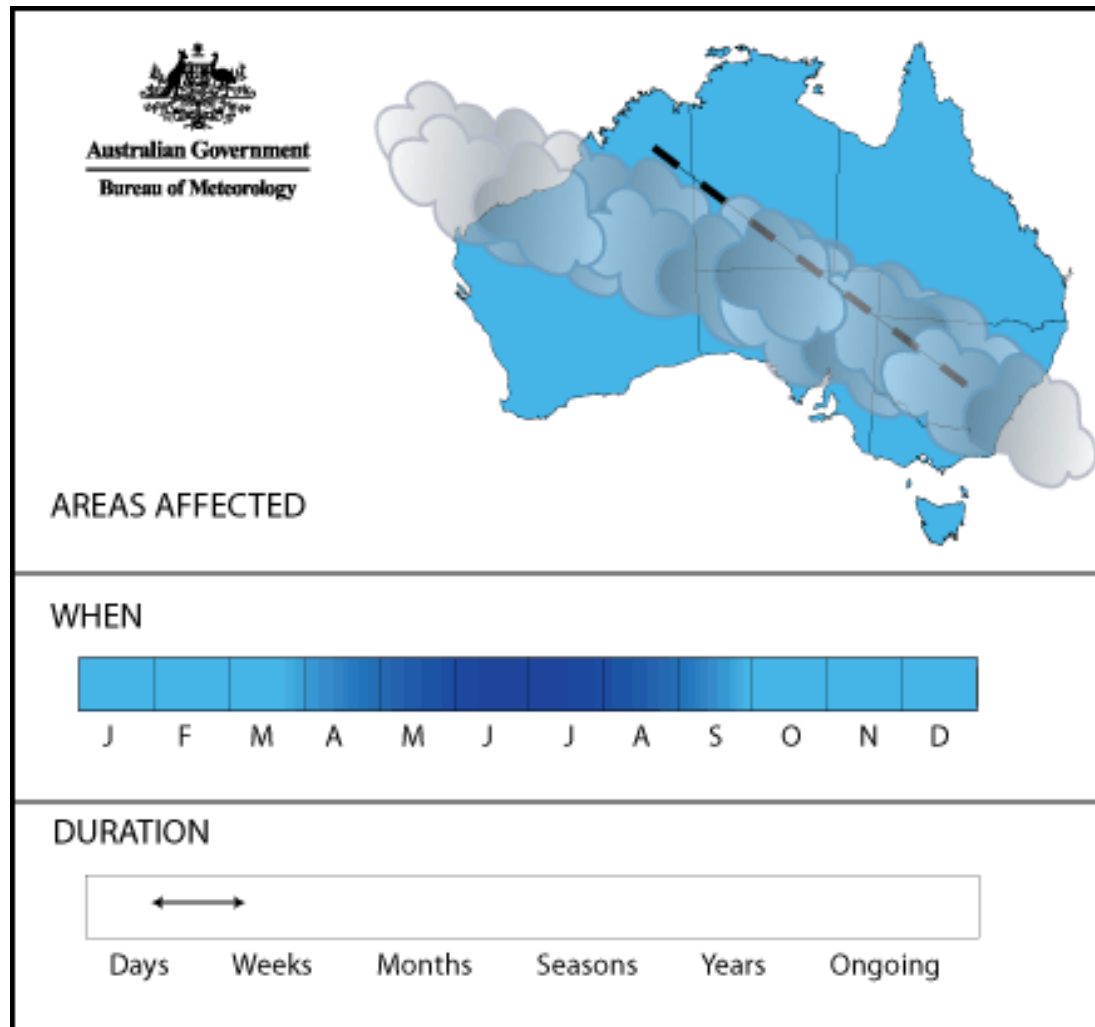 Australian Government
Bureau of Meteorology
AREAS AFFECTED
WHEN
J F M A M J J A S O N D
DURATION
Days Weeks Months Seasons Years Ongoing